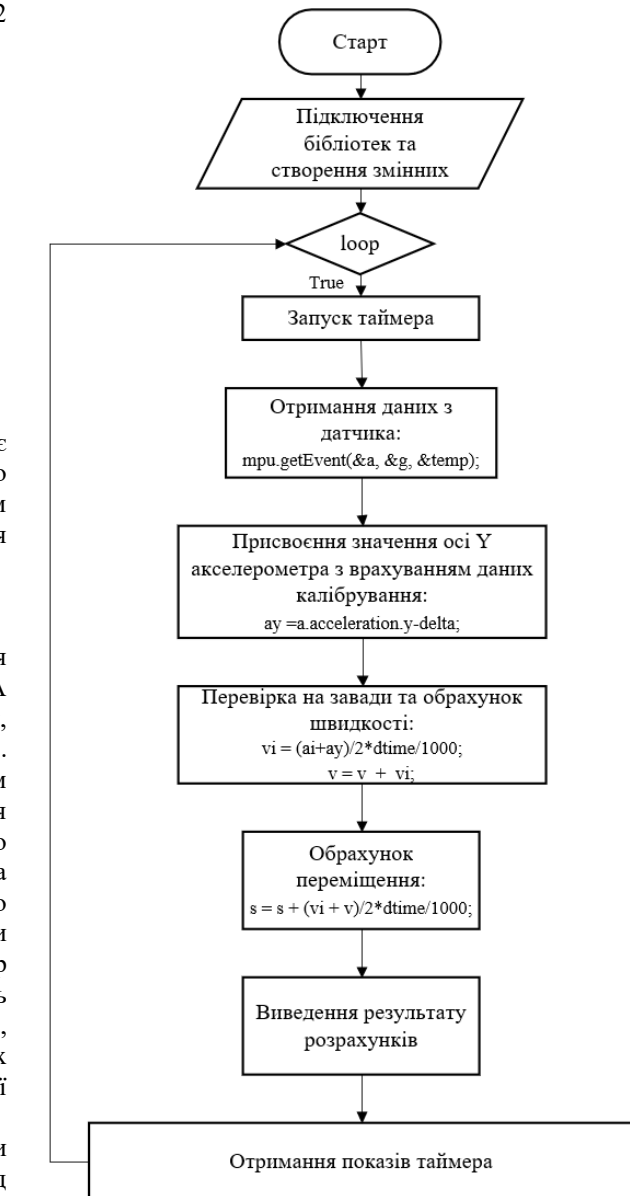 2
Старт
Підключення
бібліотек та
створення змінних
loop
True
Запуск таймера
Отримання даних з
датчика:
mpu.getEvent(&a, &g, &temp);
Присвоєння значення осі Y
акселерометра з врахуванням даних
калібрування:
ay =a.acceleration.y-delta;
Перевірка на завади та обрахунок
швидкості:
vi = (ai+ay)/2*dtime/1000;
v = v + vi;
Обрахунок
переміщення:
s = s + (vi + v)/2*dtime/1000;
Виведення результату
розрахунків
Отримання показів таймера